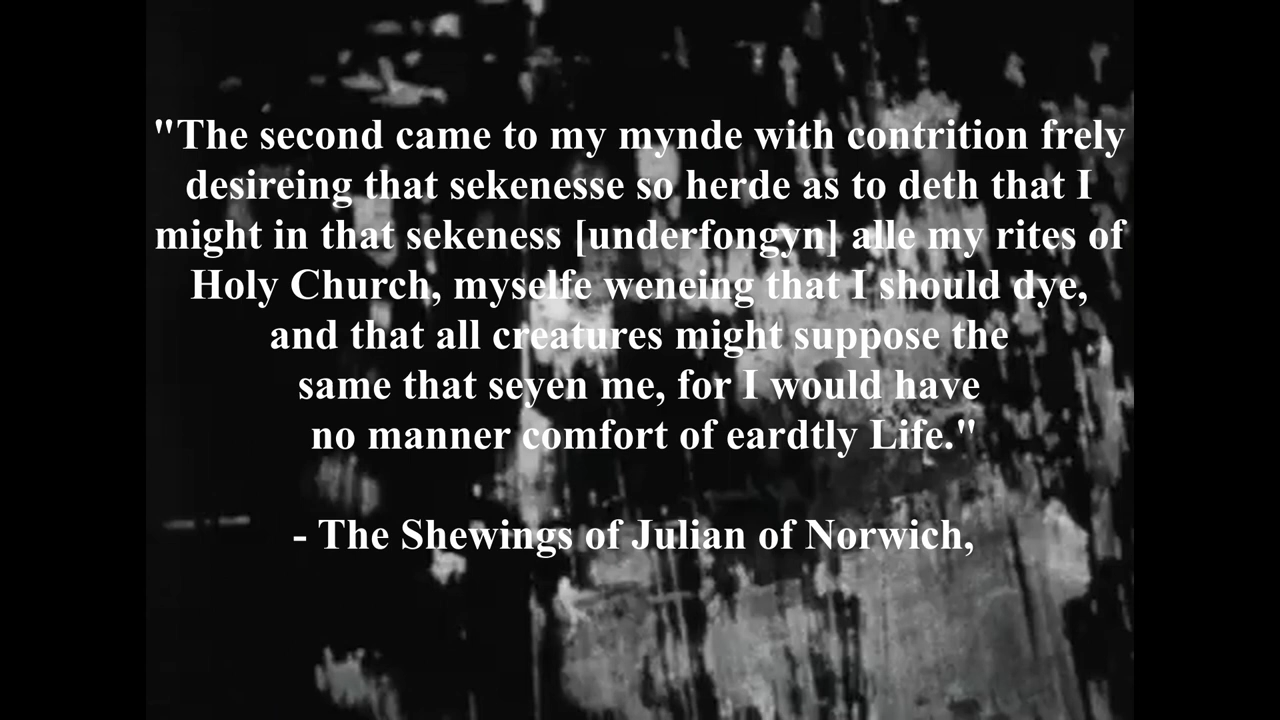 "The second came to my mynde with contrition frely
desireing that sekenesse so herde as to deth that I
might in that sekeness [underfongyn] alle my rites of
Holy Church, myselfe weneing that I should dye,
and that all creatures might suppose the
same that seyen me, for I would have
no manner comfort of eardtly Life."
- The Shewings of Julian of Norwich,